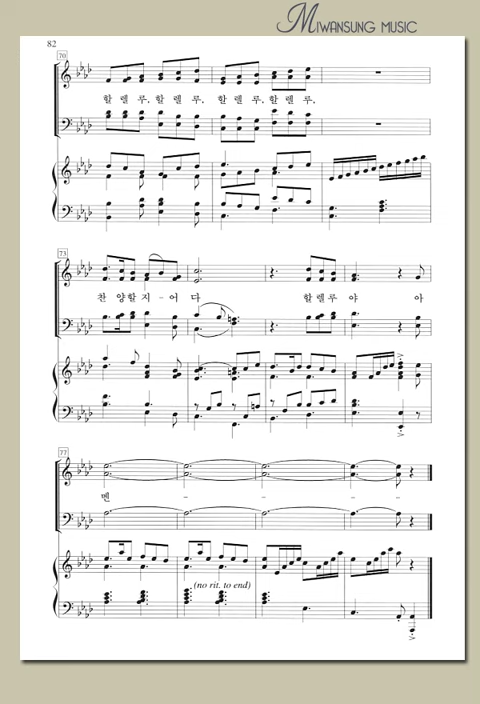 MIWANSUNG MUSIC
82
70
할렐루, 할렐루, 할렐루, 할렐루,
73
찬양할지-어다 할렐루야 아
77
멘 - - - -
(no rit. to end)